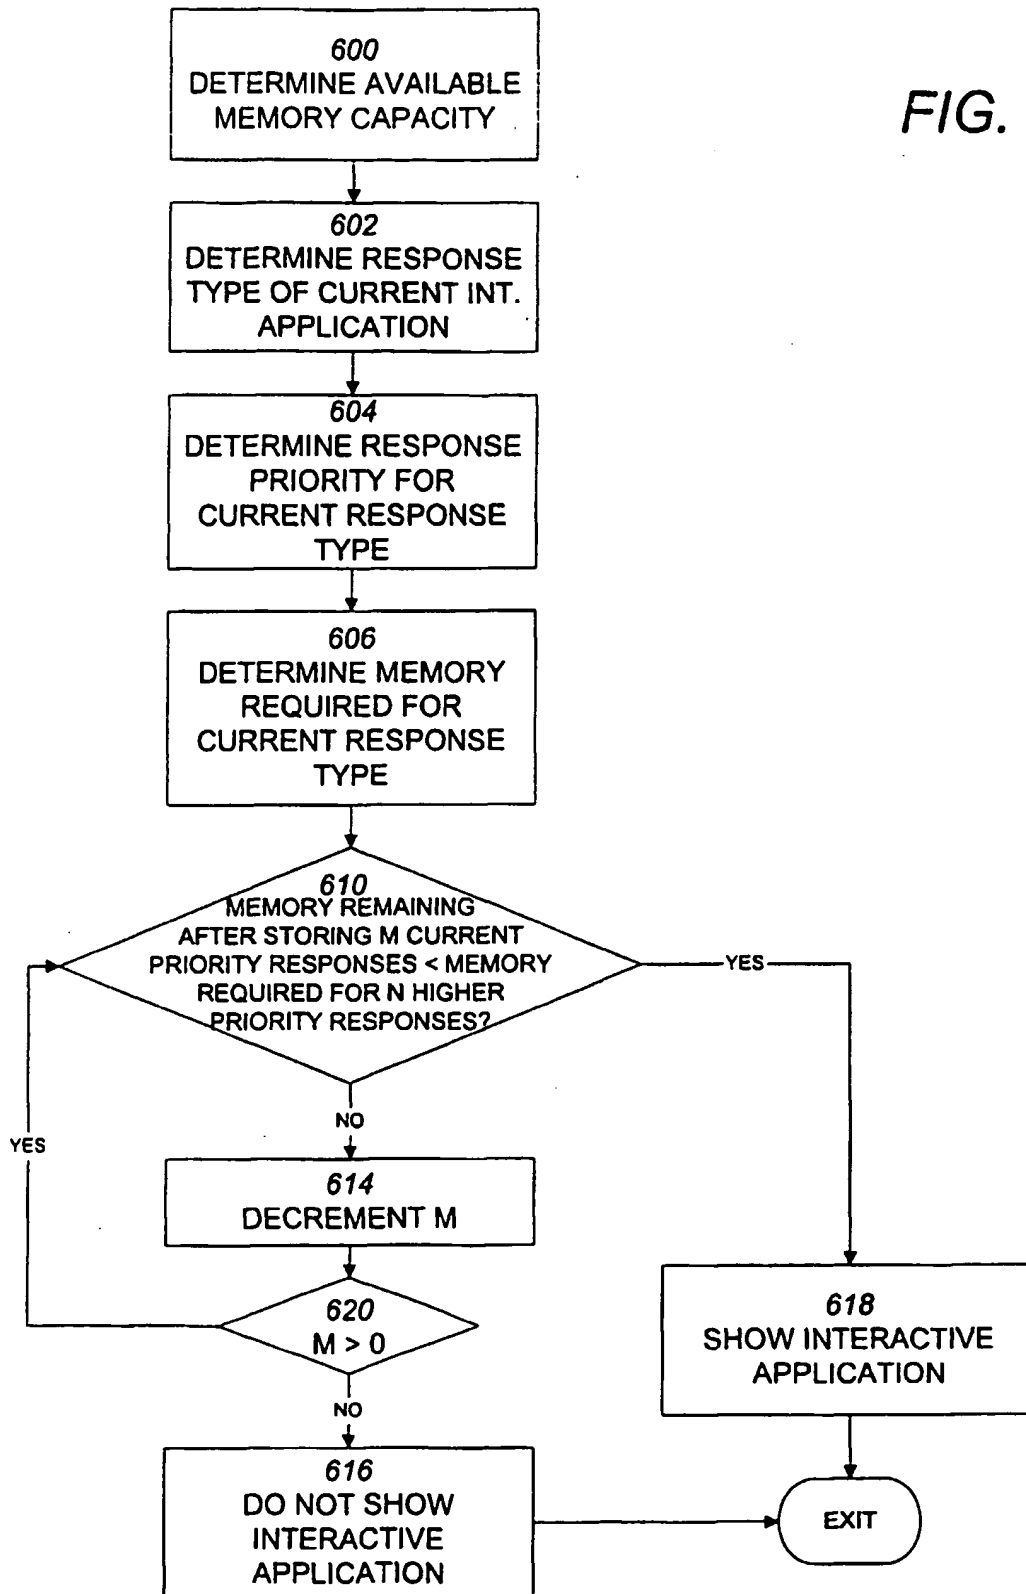 FIG.
600
DETERMINE AVAILABLE
MEMORY CAPACITY
602
DETERMINE RESPONSE
TYPE OF CURRENT INT.
APPLICATION
604
DETERMINE RESPONSE
PRIORITY FOR
CURRENT RESPONSE
TYPE
606
DETERMINE MEMORY
REQUIRED FOR
CURRENT RESPONSE
TYPE
610
MEMORY REMAINING
AFTER STORING M CURRENT
PRIORITY RESPONSES < MEMORY
REQUIRED FOR N HIGHER
PRIORITY RESPONSES?
YES
NO
YES
614
DECREMENT M
620
M > 0
NO
618
SHOW INTERACTIVE
APPLICATION
616
DO NOT SHOW
INTERACTIVE
APPLICATION
EXIT